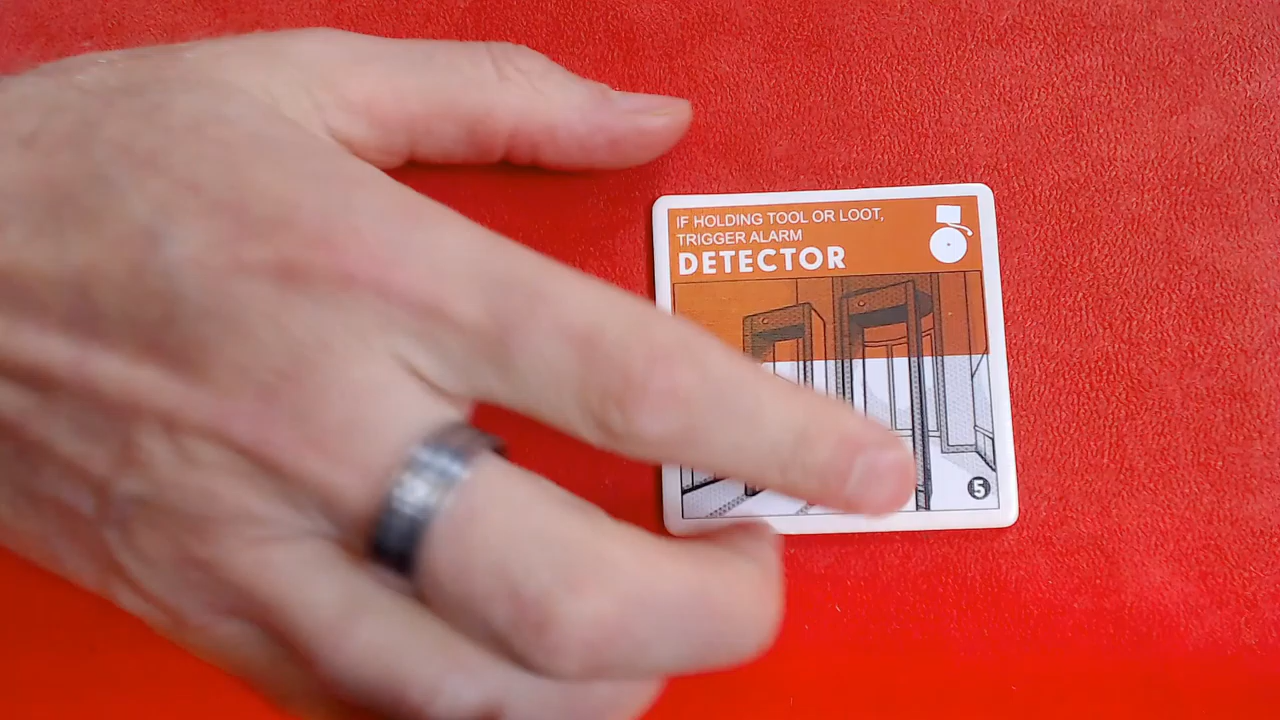 IF HOLDING TOOL OR LOOT,
TRIGGER ALARM
DETECTOR
5